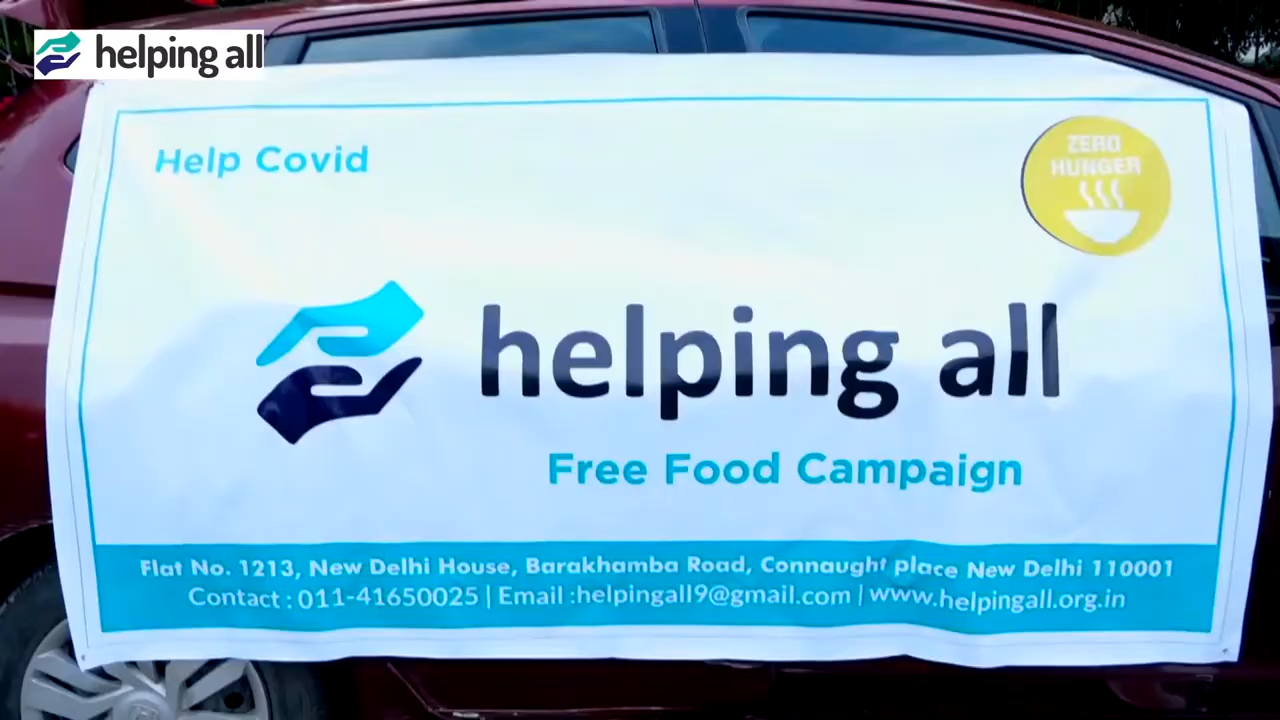 helping all
Help Covid
ZERO
HUNGER
helping all
Free Food Campaign
Flat No. 1213, New Delhi House, Barakhamba Road, Connaught place New Delhi 110001
Contact : 011-41650025 | Email :helpingall9@gmail.com | www.helpingall.org.in